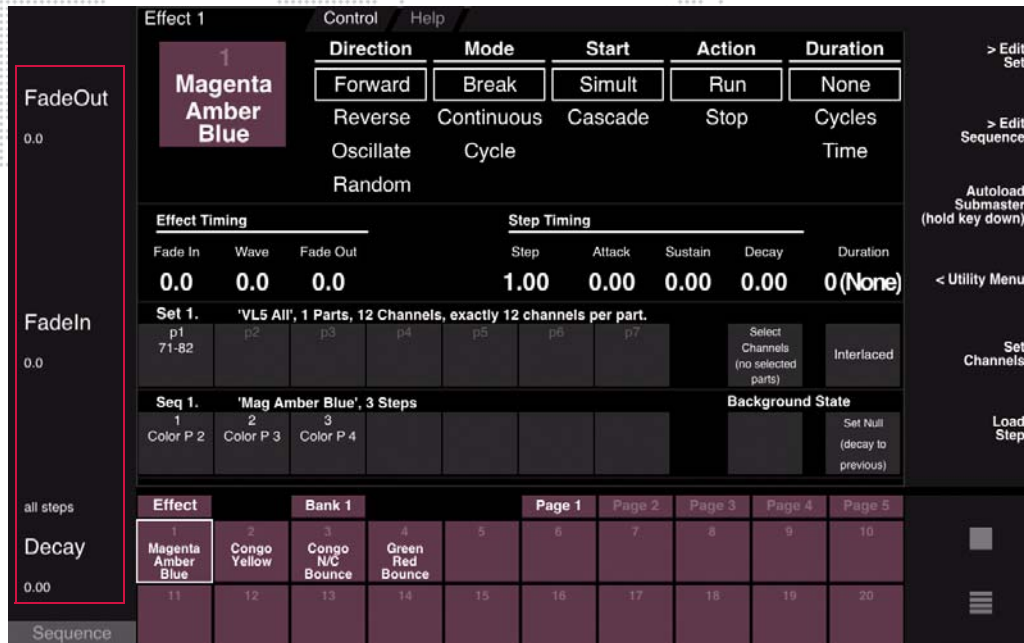 Effect 1 Control Help
FadeOut
0.0
FadeIn
0.0
all steps
Decay
0.00
Sequence
1
Magenta
Amber
Blue
Direction Mode Start Action Duration
Forward Break Simult Run None
Reverse Continuous Cascade Stop Cycles
Oscillate Cycle Time
Random
Effect Timing Step Timing
Fade In Wave Fade Out Step Attack Sustain Decay Duration
0.0 0.0 0.0 1.00 0.00 0.00 0.00 0(None)
Set 1. 'VL5 All', 1 Parts, 12 Channels, exactly 12 channels per part.
p1 p2 p3 p4 p5 p6 p7
71-82
Select
Channels
(no selected
parts)
Interlaced
Seq 1. 'Mag Amber Blue', 3 Steps Background State
1 2 3
Color P 2 Color P 3 Color P 4
Set Null
(decay to
previous)
Effect Bank 1 Page 1 Page 2 Page 3 Page 4 Page 5
1 2 3 4 5 6 7 8 9 10
Magenta
Amber
Blue
Congo
Yellow
Congo
N/C
Bounce
Green
Red
Bounce
11 12 13 14 15 16 17 18 19 20
> Edit
Set
> Edit
Sequence
Autoload
Submaster
(hold key down)
< Utility Menu
Set
Channels
Load
Step